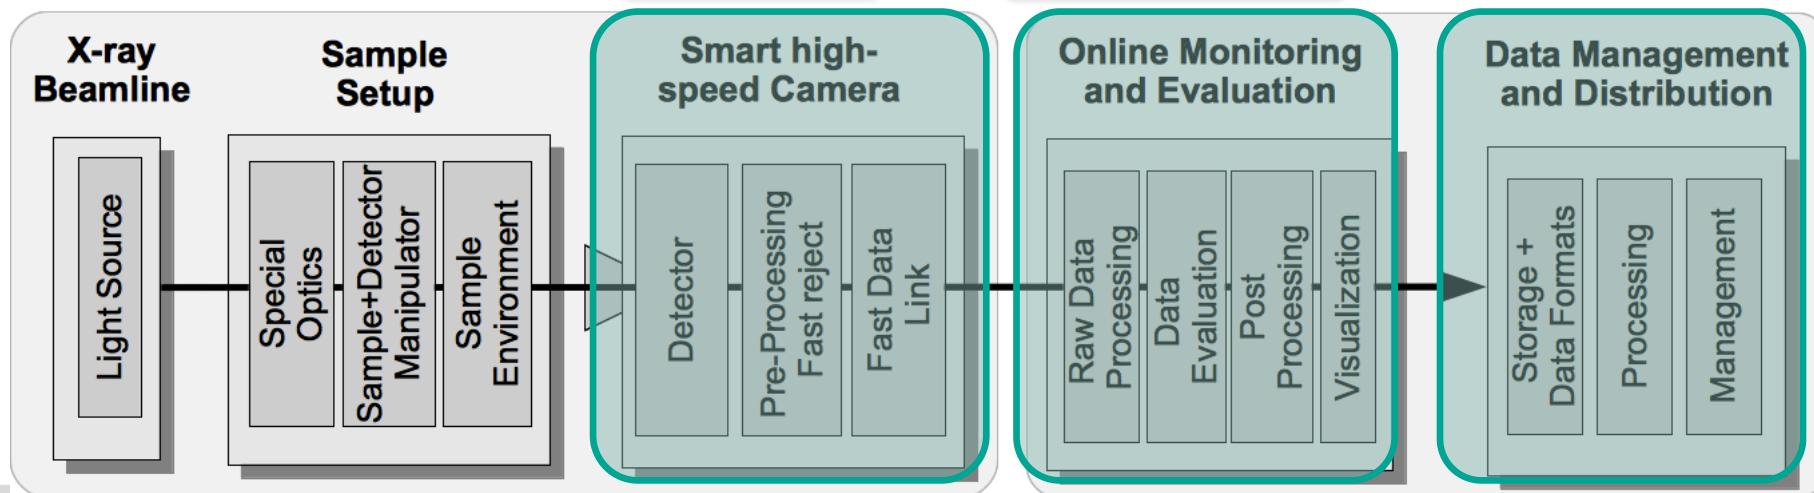 X-ray
Beamline
Light Source
Sample
Setup
Special
Optics
Sample+Detector
Manipulator
Sample
Environment
Smart high-
speed Camera
Detector
Pre-Processing
Fast reject
Fast Data
Link
Online Monitoring
and Evaluation
Raw Data
Processing
Data
Evaluation
Post
Processing
Visualization
Data Management
and Distribution
Storage +
Data Formats
Processing
Management